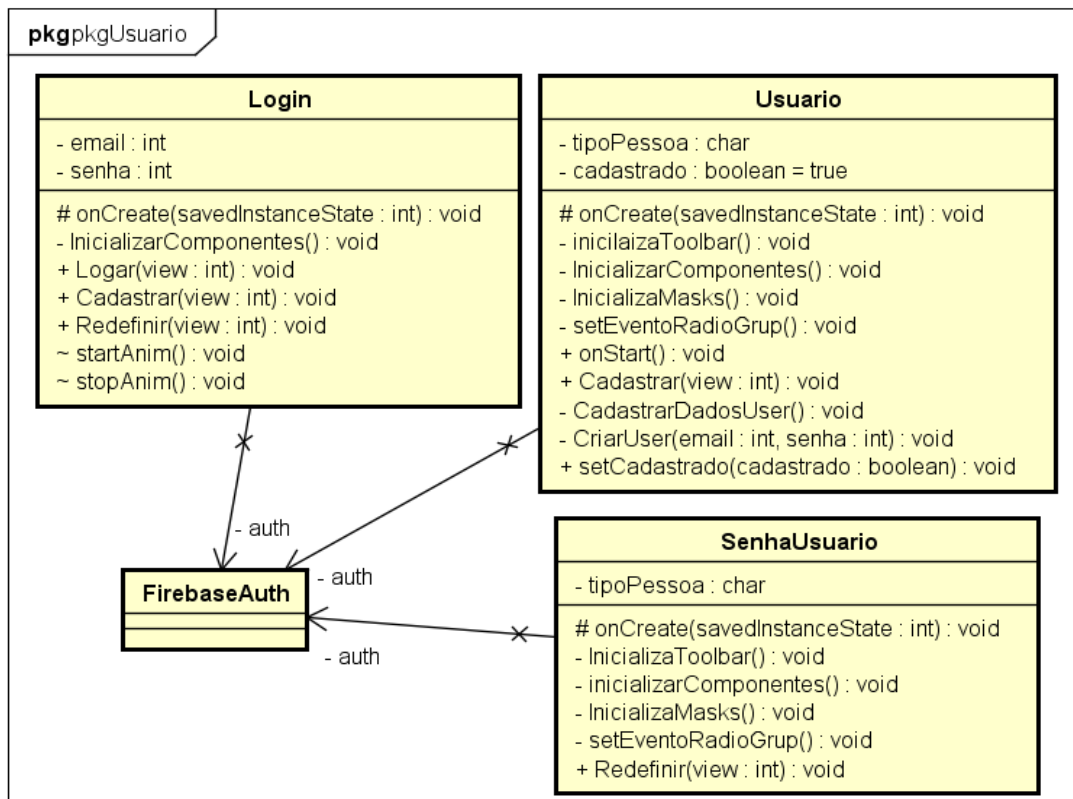 pkg pkgUsuario
Login
- email : int
- senha : int
# onCreate(savedInstanceState : int) : void
- InicializarComponentes() : void
+ Logar(view : int) : void
+ Cadastrar(view : int) : void
+ Redefinir(view : int) : void
~ startAnim() : void
~ stopAnim() : void
Usuario
- tipoPessoa : char
- cadastrado : boolean = true
# onCreate(savedInstanceState : int) : void
- inicilaizaToolbar() : void
- InicializarComponentes() : void
- InicializaMasks() : void
- setEventoRadioGrup() : void
+ onStart() : void
+ Cadastrar(view : int) : void
- CadastrarDadosUser() : void
- CriarUser(email : int, senha : int) : void
+ setCadastrado(cadastrado : boolean) : void
- auth
- auth
- auth
FirebaseAuth
SenhaUsuario
- tipoPessoa : char
# onCreate(savedInstanceState : int) : void
- InicializaToolbar() : void
- inicializarComponentes() : void
- InicializaMasks() : void
- setEventoRadioGrup() : void
+ Redefinir(view : int) : void